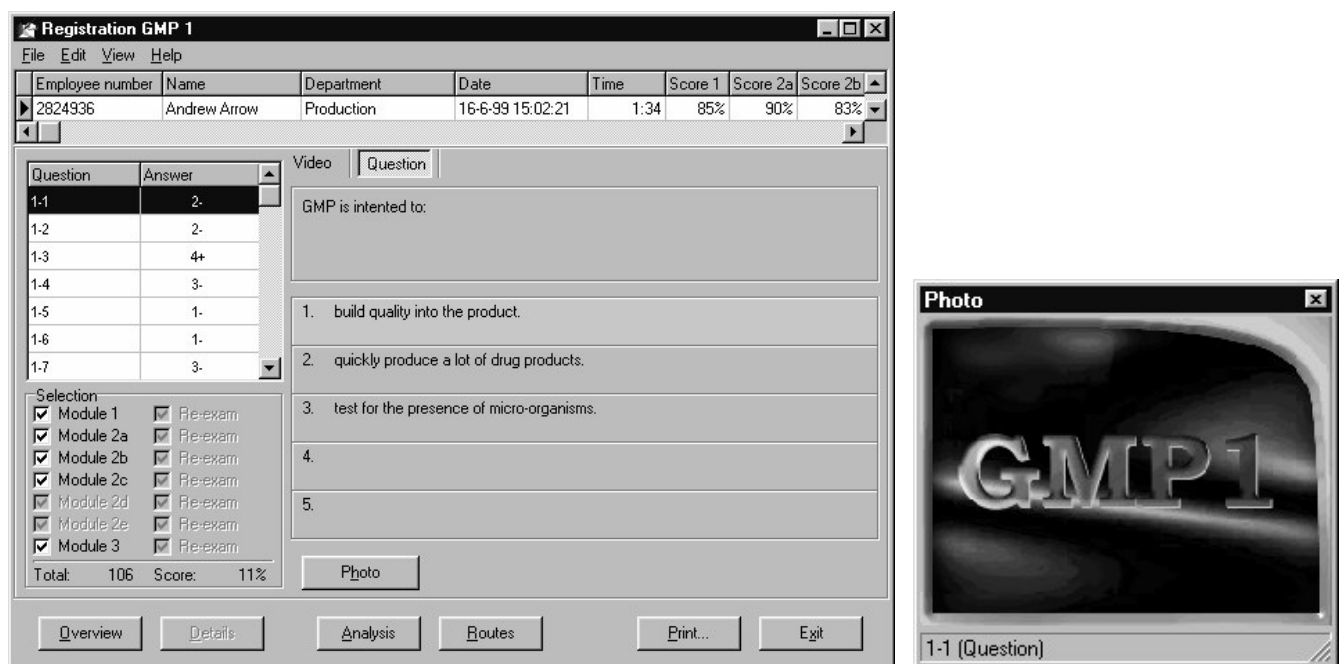 Registration GMP 1
File Edit View Help
Employee number Name Department Date Time Score 1 Score 2a Score 2b
2824936 Andrew Arrow Production 16-6-99 15:02:21 1:34 85% 90% 83%
Video Question
Question Answer
1-1 2-
1-2 2-
1-3 4+
1-4 3-
1-5 1-
1-6 1-
1-7 3-
GMP is intented to:
1. build quality into the product.
2. quickly produce a lot of drug products.
3. test for the presence of micro-organisms.
4.
5.
Selection
Module 1 Re-exam
Module 2a Re-exam
Module 2b Re-exam
Module 2c Re-exam
Module 2d Re-exam
Module 2e Re-exam
Module 3 Re-exam
Total: 106 Score: 11%
Photo
Overview Details Analysis Routes Print... Exit
Photo
GMP1
1-1 (Question)